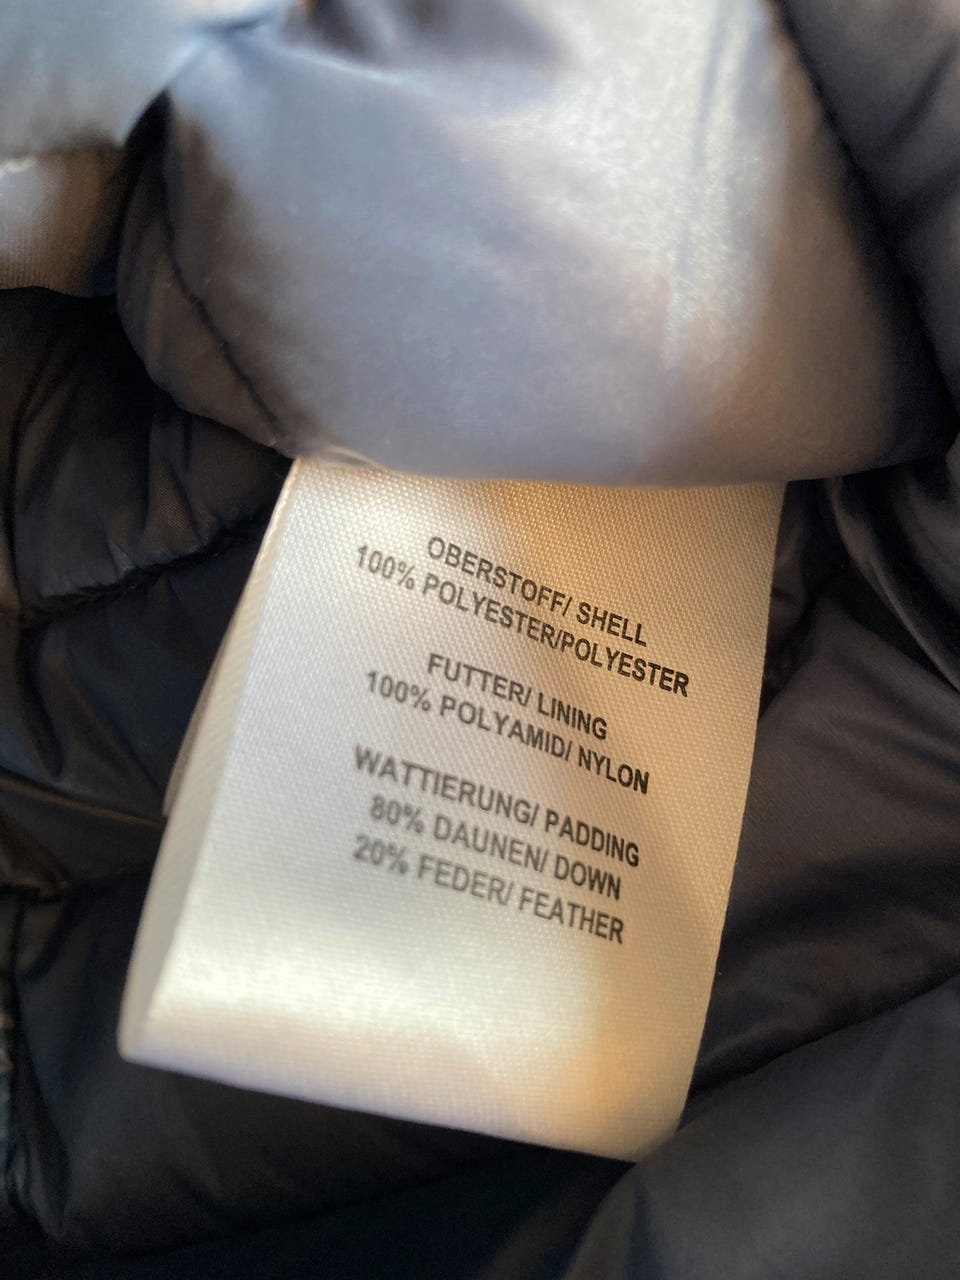 OBERSTOFF/ SHELL
100% POLYESTER/POLYESTER
FUTTER/ LINING
100% POLYAMID/ NYLON
WATTIERUNG/ PADDING
80% DAUNEN/ DOWN
20% FEDER/ FEATHER